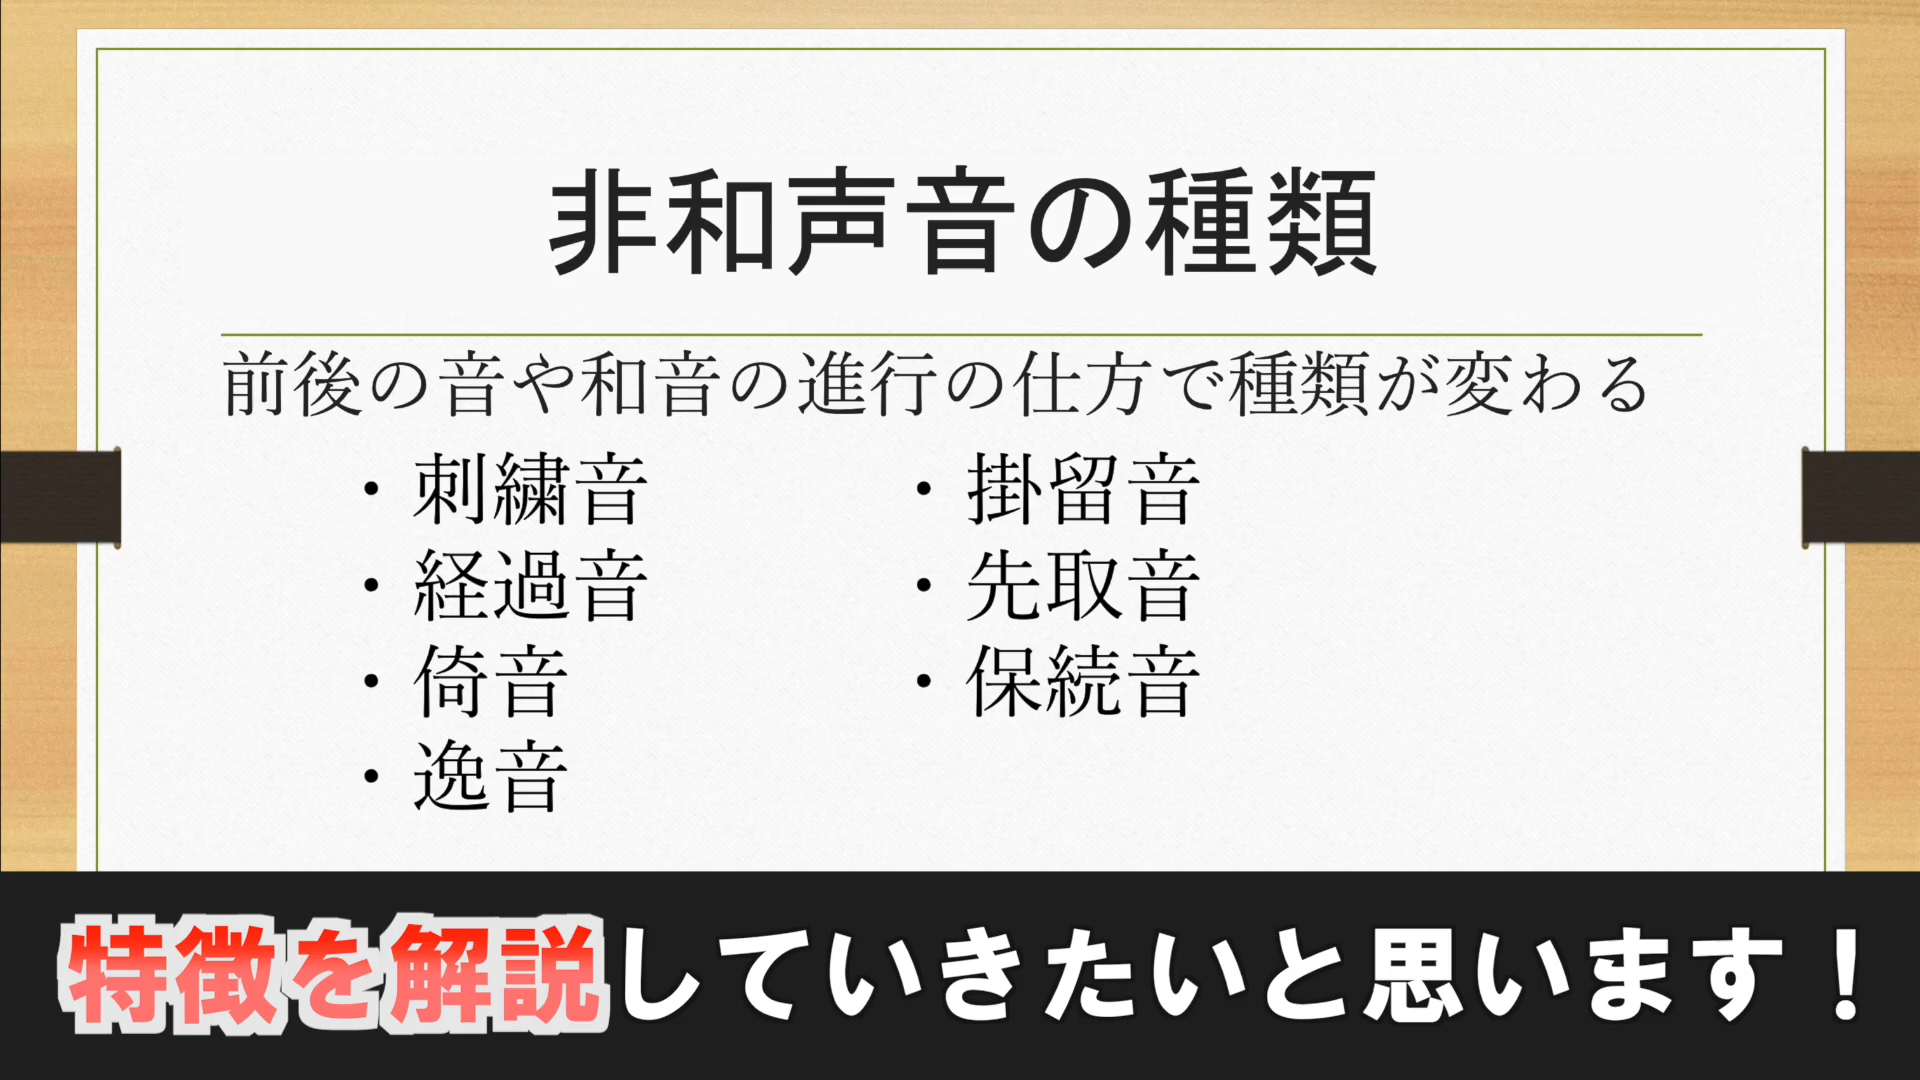 非和声音の種類
前後の音や和音の進行の仕方で種類が変わる
・刺繍音
・経過音
・倚音
・逸音
・掛留音
・先取音
・保続音
特徴を解説していきたいと思います！